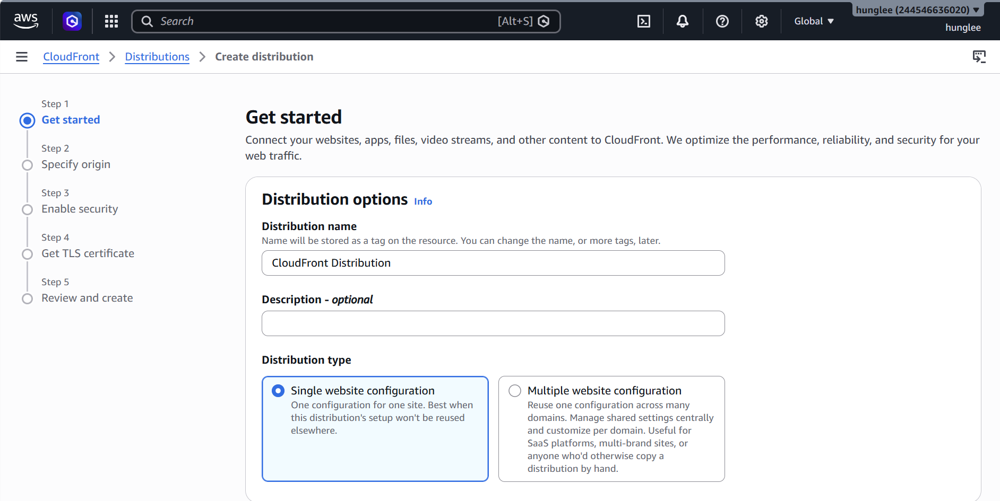 aws
Search
[Alt+S]
Global ▼
hunglee (244546636020) ▼
hunglee
CloudFront > Distributions > Create distribution
Step 1
Get started
Step 2
Specify origin
Step 3
Enable security
Step 4
Get TLS certificate
Step 5
Review and create
Get started
Connect your websites, apps, files, video streams, and other content to CloudFront. We optimize the performance, reliability, and security for your
web traffic.
Distribution options Info
Distribution name
Name will be stored as a tag on the resource. You can change the name, or more tags, later.
CloudFront Distribution
Description - optional
Distribution type
Single website configuration
One configuration for one site. Best when
this distribution's setup won't be reused
elsewhere.
Multiple website configuration
Reuse one configuration across many
domains. Manage shared settings centrally
and customize per domain. Useful for
SaaS platforms, multi-brand sites, or
anyone who'd otherwise copy a
distribution by hand.